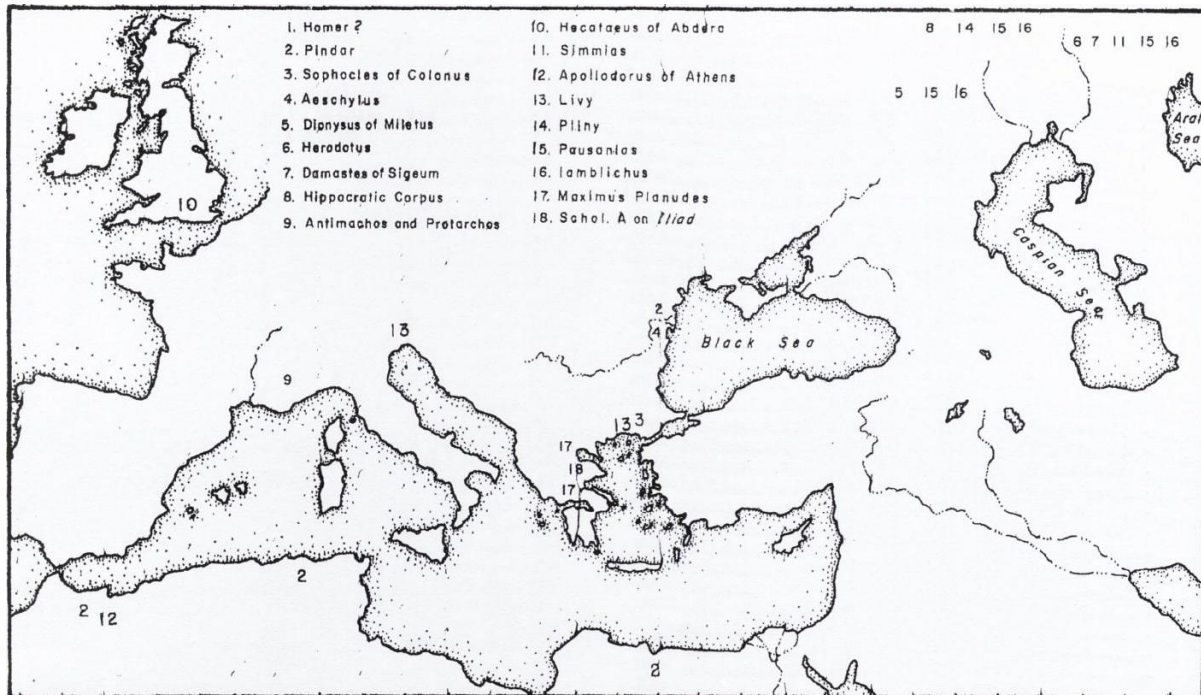 1. Homer?
2. Pindar
3. Sophocles of Colonus
4. Aeschylus
5. Dionysus of Miletus
6. Herodotus
7. Damastes of Sigeum
8. Hippocratic Corpus
9. Antimachos and Protarchos
10. Hecataeus of Abdera
11. Simmias
12. Apollodorus of Athens
13. Livy
14. Pliny
15. Pausanias
16. Iamblichus
17. Maximus Planudes
18. Schol. A on Iliad
8 14 15 16
6 7 11 15 16
5 15 16
Aral
Sea
10
Caspian Sea
2
4
Black Sea
13
9
13 3
17
18
17
2
2 12
2